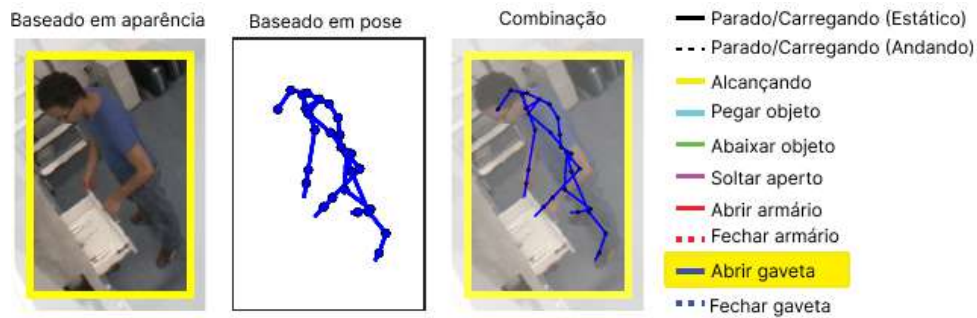 Baseado em aparência
Baseado em pose
Combinação
Parado/Carregando (Estático)
Parado/Carregando (Andando)
Alcançando
Pegar objeto
Abaixar objeto
Soltar aperto
Abrir armário
Fechar armário
Abrir gaveta
Fechar gaveta